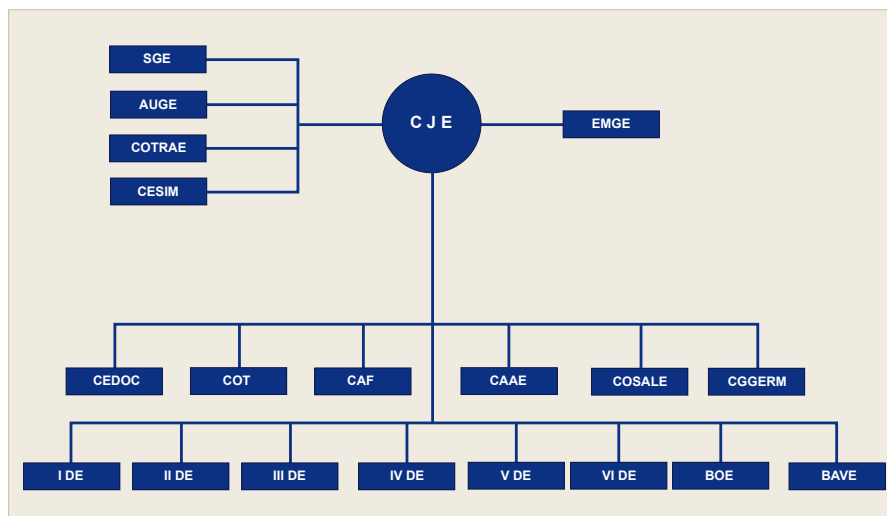 SGE
AUGE
COTRAE
CESIM
C J E
EMGE
CEDOC
COT
CAF
CAAE
COSALE
CGGERM
I DE
II DE
III DE
IV DE
V DE
VI DE
BOE
BAVE